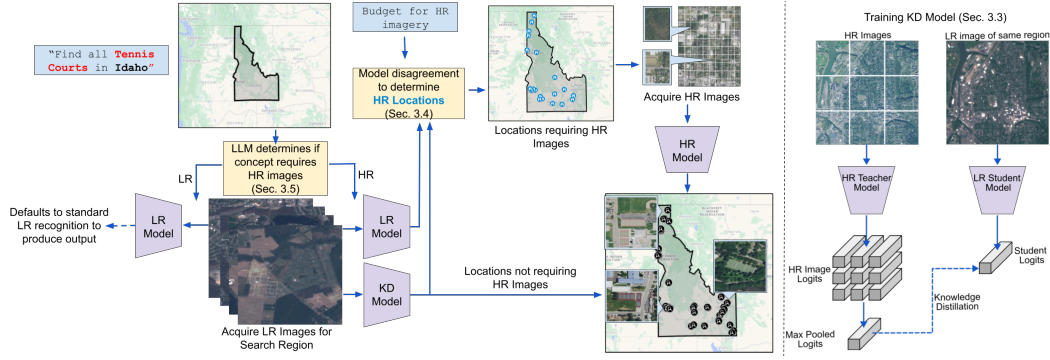 "Find all Tennis
Courts in Idaho"
Budget for HR
imagery
Model disagreement
to determine
HR Locations
(Sec. 3.4)
Locations requiring HR
Images
Acquire HR Images
HR
Model
LLM determines if
concept requires
HR images
(Sec. 3.5)
LR
HR
LR
Model
Defaults to standard
LR recognition to
produce output
LR
Model
KD
Model
Acquire LR Images for
Search Region
Locations not requiring
HR Images
Training KD Model (Sec. 3.3)
HR Images
LR image of same region
HR Teacher
Model
LR Student
Model
HR Image
Logits
Student
Logits
Knowledge
Distillation
Max Pooled
Logits